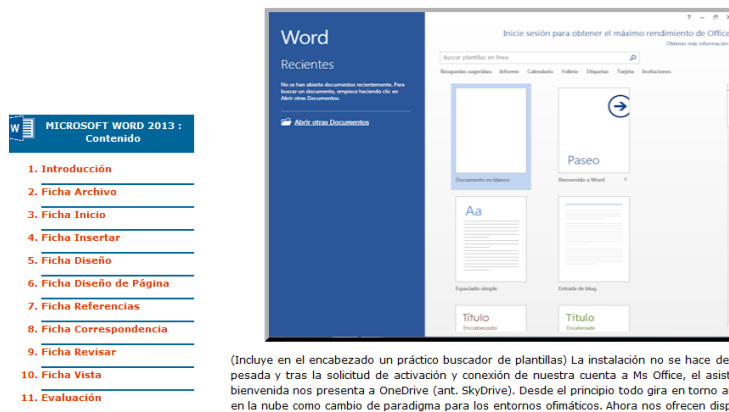 MICROSOFT WORD 2013 :
Contenido
1. Introducción
2. Ficha Archivo
3. Ficha Inicio
4. Ficha Insertar
5. Ficha Diseño
6. Ficha Diseño de Página
7. Ficha Referencias
8. Ficha Correspondencia
9. Ficha Revisar
10. Ficha Vista
11. Evaluación
Word
Recientes
No se han abierto documentos recientemente. Para
buscar un documento, empiece haciendo clic en
Abrir otras Documentos.
Abrir otras Documentos
Inicie sesión para obtener el máximo rendimiento de Office
Obtener más información
Buscar plantillas en línea
Búsquedas sugeridas: Informe Calendario Folleto Etiquetas Tarjeta Invitaciones
Documento en blanco
Paseo
Bienvenido a Word
Aa
Espaciado simple
Entrada de blog
Título
Encabezado
Título
Encabezado
(Incluye en el encabezado un práctico buscador de plantillas) La instalación no se hace de
pesada y tras la solicitud de activación y conexión de nuestra cuenta a Ms Office, el asist
bienvenida nos presenta a OneDrive (ant. SkyDrive). Desde el principio todo gira en torno a
en la nube como cambio de paradigma para los entornos ofimáticos. Ahora nos ofrecen disp